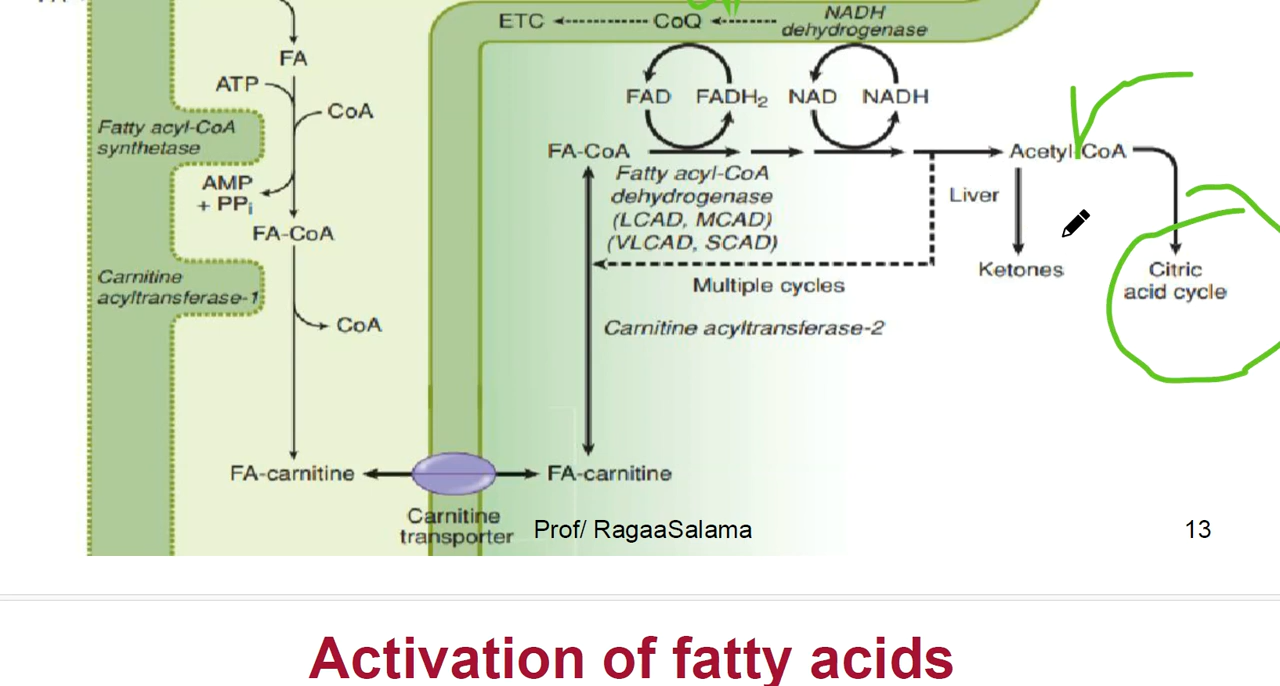 ETC
CoQ
NADH
dehydrogenase
FA
ATP
CoA
Fatty acyl-CoA
synthetase
AMP
+ PPi
FA-CoA
Carnitine
acyltransferase-1
CoA
FA-carnitine
Carnitine
transporter
FAD
FADH2
NAD
NADH
FA-CoA
Fatty acyl-CoA
dehydrogenase
(LCAD, MCAD)
(VLCAD, SCAD)
Multiple cycles
Carnitine acyltransferase-2
FA-carnitine
Acetyl CoA
Liver
Ketones
Citric
acid cycle
Prof/ RagaaSalama
13
Activation of fatty acids